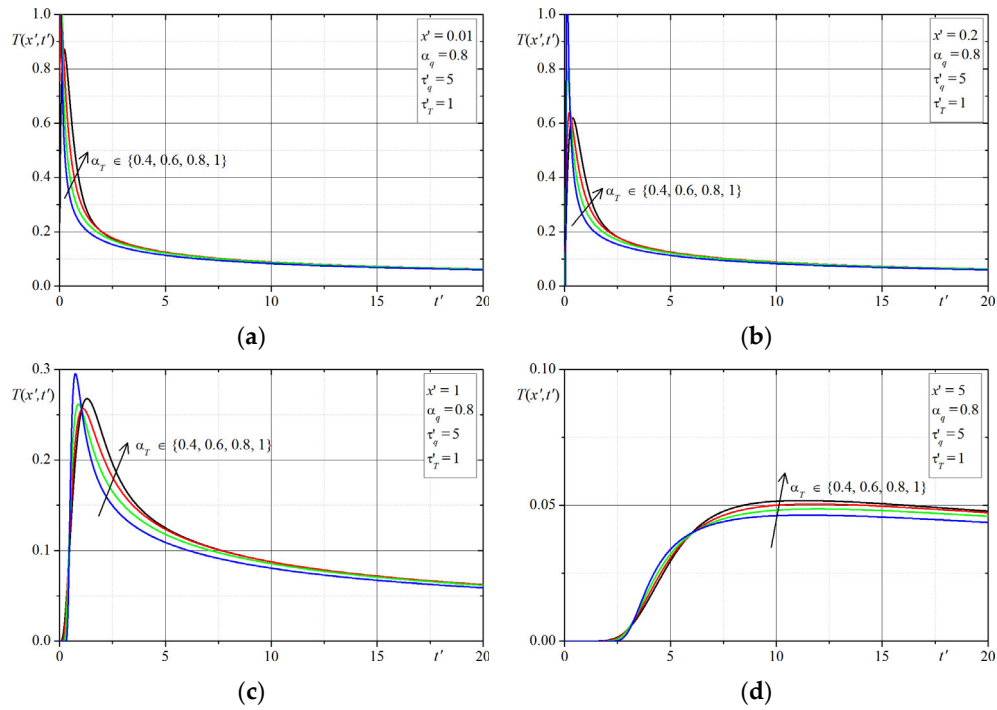 1.0
T(x',t')
0.8
0.6
0.4
0.2
0.0
0
5
10
15
t'
20
x' = 0.01
α_q = 0.8
τ'_q = 5
τ'_T = 1
α_T ∈ {0.4, 0.6, 0.8, 1}
(a)
1.0
T(x',t')
0.8
0.6
0.4
0.2
0.0
0
5
10
15
t'
20
x' = 0.2
α_q = 0.8
τ'_q = 5
τ'_T = 1
α_T ∈ {0.4, 0.6, 0.8, 1}
(b)
0.3
T(x',t')
0.2
0.1
0.0
0
5
10
15
t'
20
x' = 1
α_q = 0.8
τ'_q = 5
τ'_T = 1
α_T ∈ {0.4, 0.6, 0.8, 1}
(c)
0.10
T(x',t')
0.05
0.00
0
5
10
15
t'
20
x' = 5
α_q = 0.8
τ'_q = 5
τ'_T = 1
α_T ∈ {0.4, 0.6, 0.8, 1}
(d)